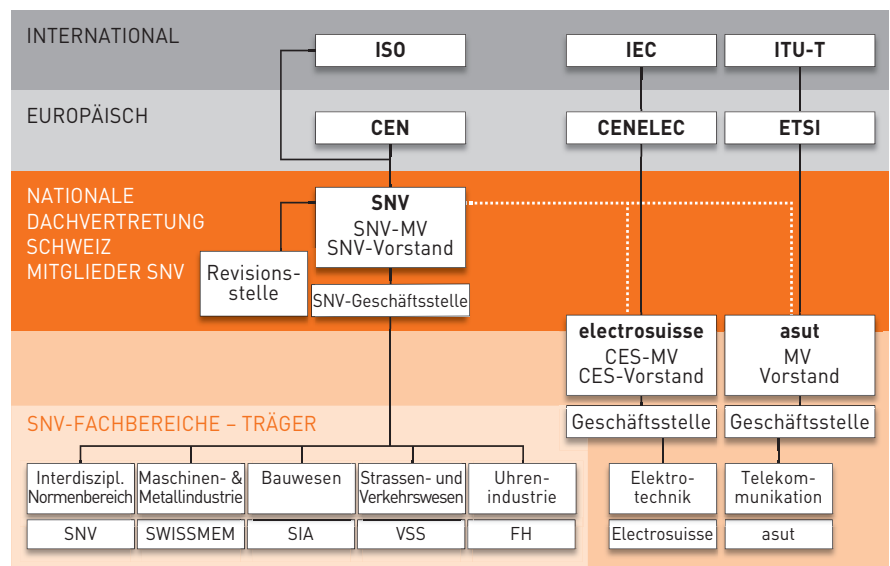 INTERNATIONAL
ISO
IEC
ITU-T
EUROPÄISCH
CEN
CENELEC
ETSI
NATIONALE
DACHVERTRETUNG
SCHWEIZ
MITGLIEDER SNV
SNV
SNV-MV
SNV-Vorstand
Revisions-
stelle
SNV-Geschäftsstelle
electrosuisse
CES-MV
CES-Vorstand
asut
MV
Vorstand
Geschäftsstelle
Geschäftsstelle
SNV-FACHBEREICHE – TRÄGER
Interdiszipl.
Normenbereich
Maschinen- &
Metallindustrie
Bauwesen
Strassen- und
Verkehrswesen
Uhren-
industrie
Elektro-
technik
Telekom-
munikation
SNV
SWISSMEM
SIA
VSS
FH
Electrosuisse
asut